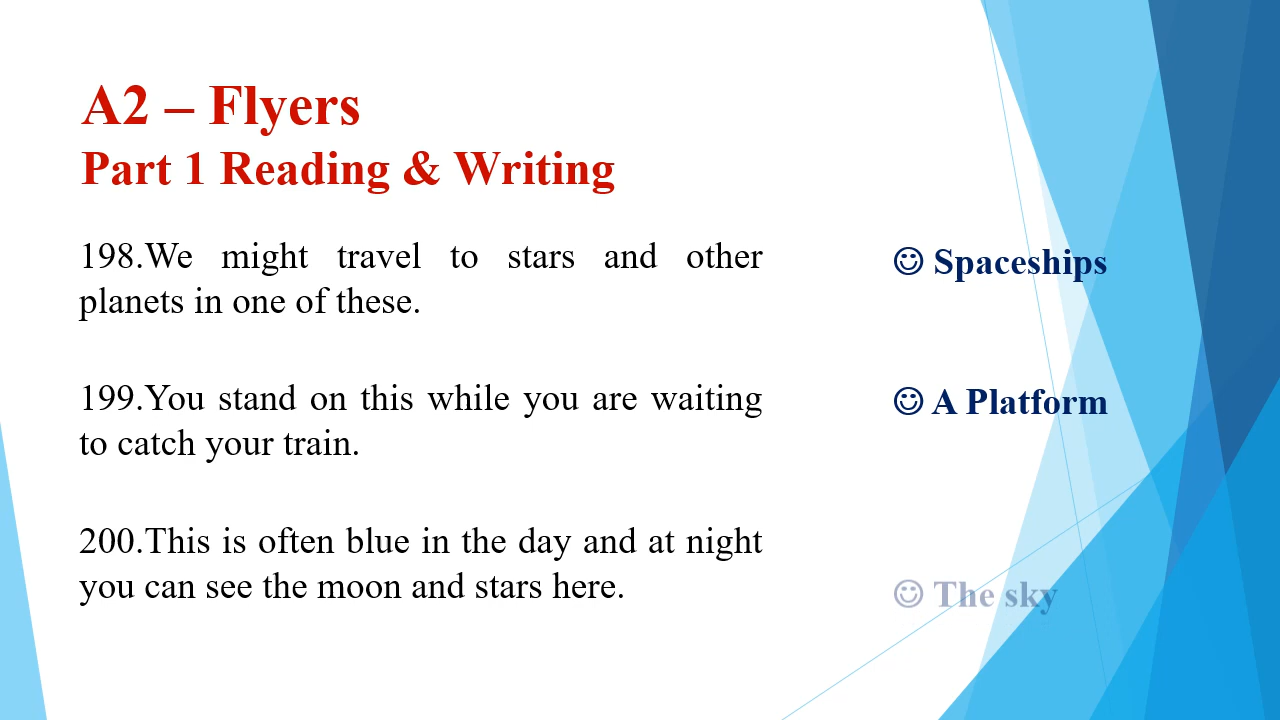 A2 – Flyers
Part 1 Reading & Writing
198.We might travel to stars and other
planets in one of these.
☺ Spaceships
199.You stand on this while you are waiting
to catch your train.
☺ A Platform
200.This is often blue in the day and at night
you can see the moon and stars here.
☺ The sky